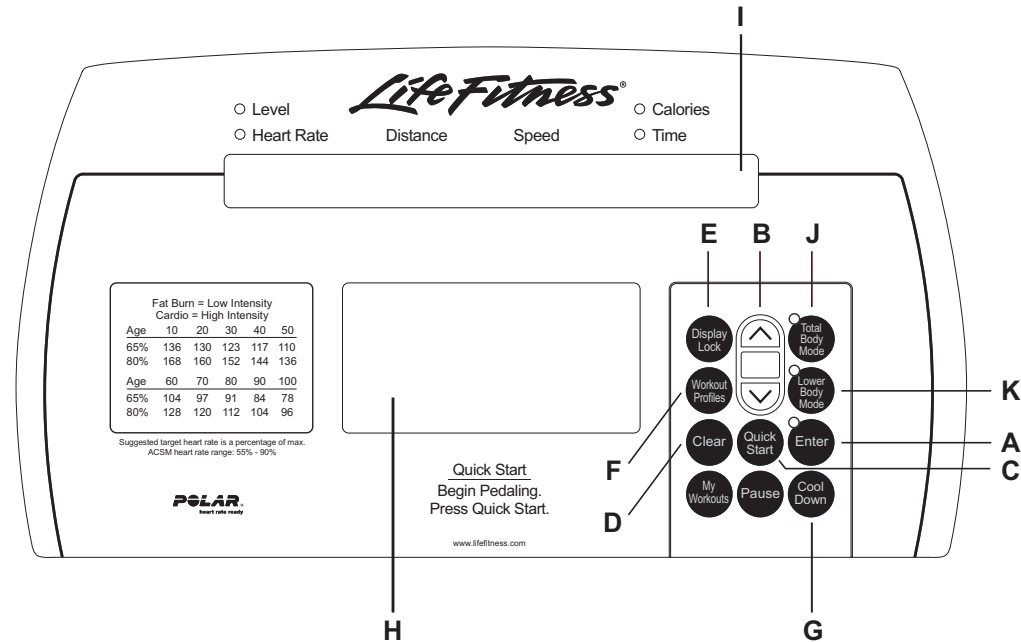 I
Life Fitness®
Level
Calories
Heart Rate Distance Speed Time
E B J
Fat Burn = Low Intensity
Cardio = High Intensity
Age 10 20 30 40 50
65% 136 130 123 117 110
80% 168 160 152 144 136
Age 60 70 80 90 100
65% 104 97 91 84 78
80% 128 120 112 104 96
Suggested target heart rate is a percentage of max.
ACSM heart rate range: 55% - 90%
POLAR®
heart rate ready
Quick Start
Begin Pedaling.
Press Quick Start.
www.lifefitness.com
Display
Lock
Total
Body
Mode
Workout
Profiles
Lower
Body
Mode
K
Clear
Quick
Start
Enter
A
F
C
My
Workouts
Pause
Cool
Down
D
H
G